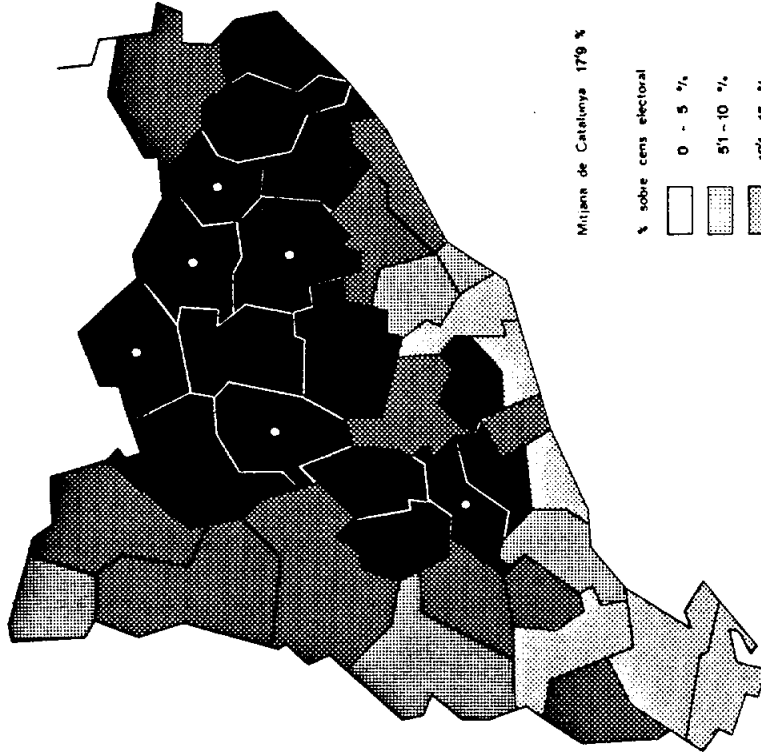 Mitjana de Catalunya 17'9 %
% sobre cens electoral
0 - 5 %
5'1 - 10 %